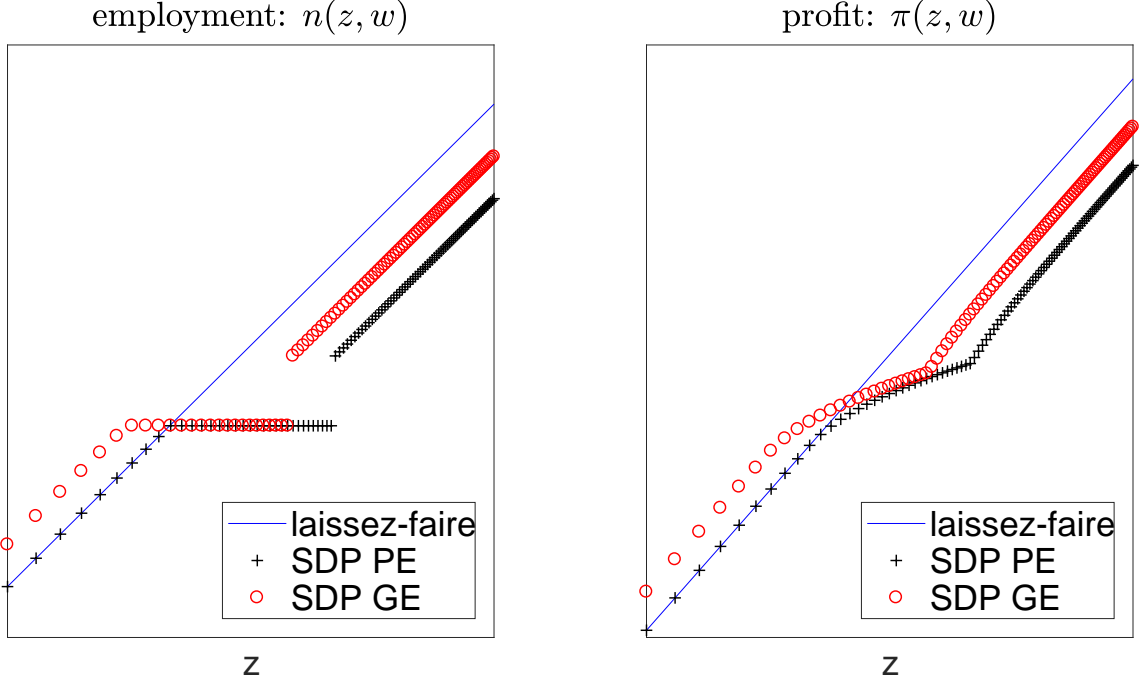 employment: n(z, w)
laissez-faire
SDP PE
SDP GE
z
profit: π(z, w)
laissez-faire
SDP PE
SDP GE
z